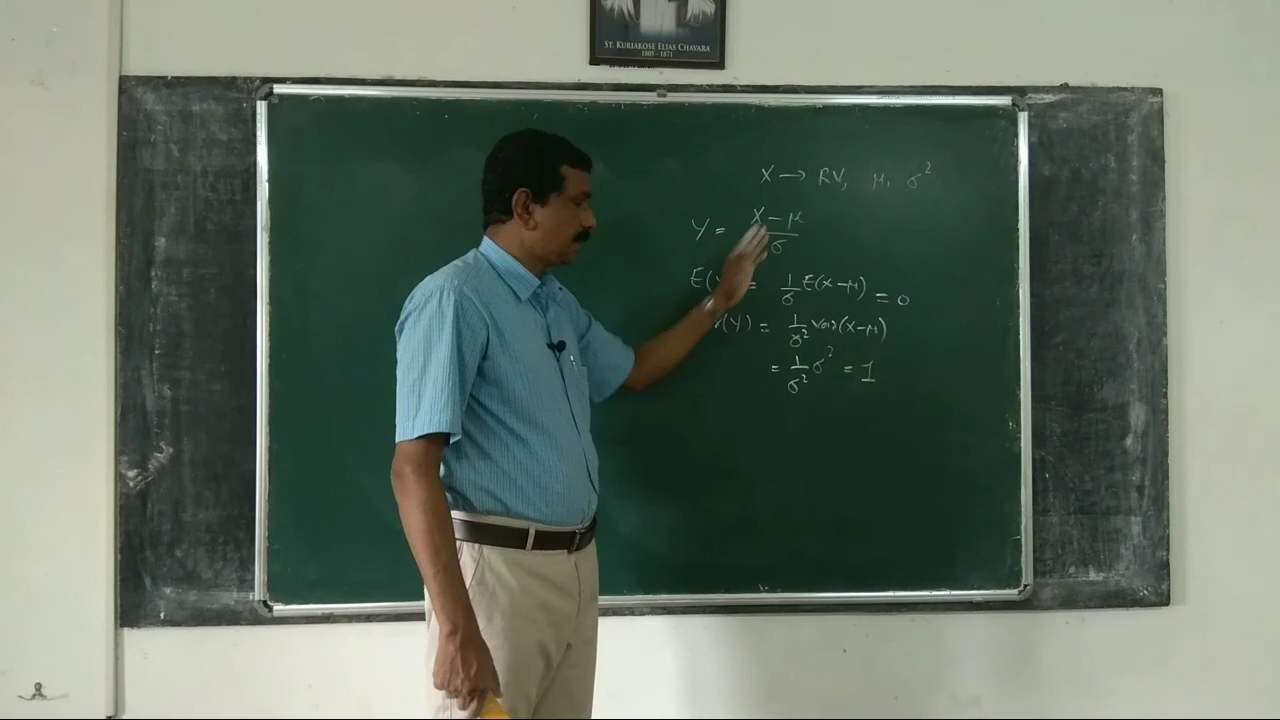 ST. KURIAKOSE ELIAS CHAVARA
1805 - 1871
X → RV, μ, σ²
Y = X - μ / σ
E(Y = 1/σ E(X-μ) = 0
(Y) = 1/σ² Var(X-μ)
= 1/σ² σ² = 1